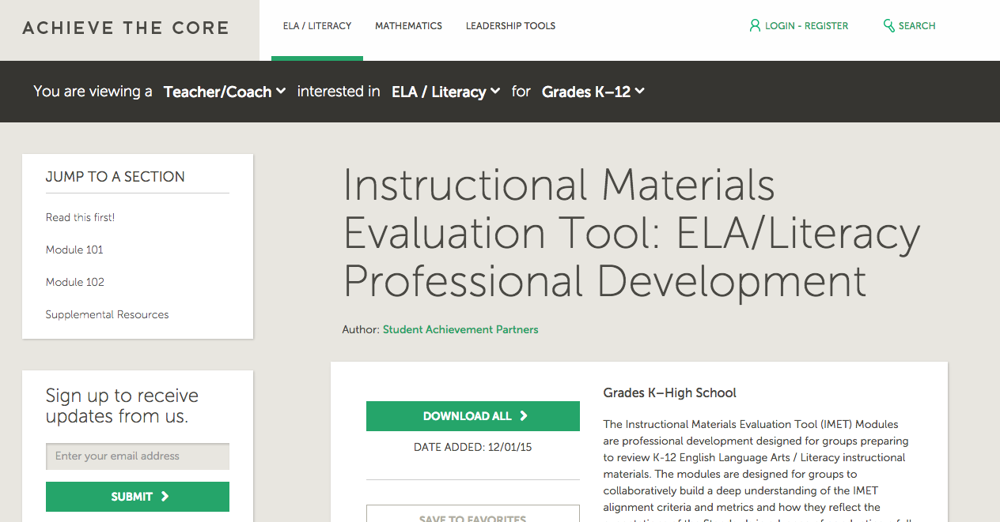 ACHIEVE THE CORE
ELA / LITERACY MATHEMATICS LEADERSHIP TOOLS
LOGIN - REGISTER SEARCH
You are viewing a Teacher/Coach interested in ELA / Literacy for Grades K–12
JUMP TO A SECTION
Read this first!
Module 101
Module 102
Supplemental Resources
Sign up to receive
updates from us.
Enter your email address
SUBMIT
Instructional Materials
Evaluation Tool: ELA/Literacy
Professional Development
Author: Student Achievement Partners
DOWNLOAD ALL
DATE ADDED: 12/01/15
SAVE TO FAVORITES
Grades K–High School
The Instructional Materials Evaluation Tool (IMET) Modules
are professional development designed for groups preparing
to review K-12 English Language Arts / Literacy instructional
materials. The modules are designed for groups to
collaboratively build a deep understanding of the IMET
alignment criteria and metrics and how they reflect the